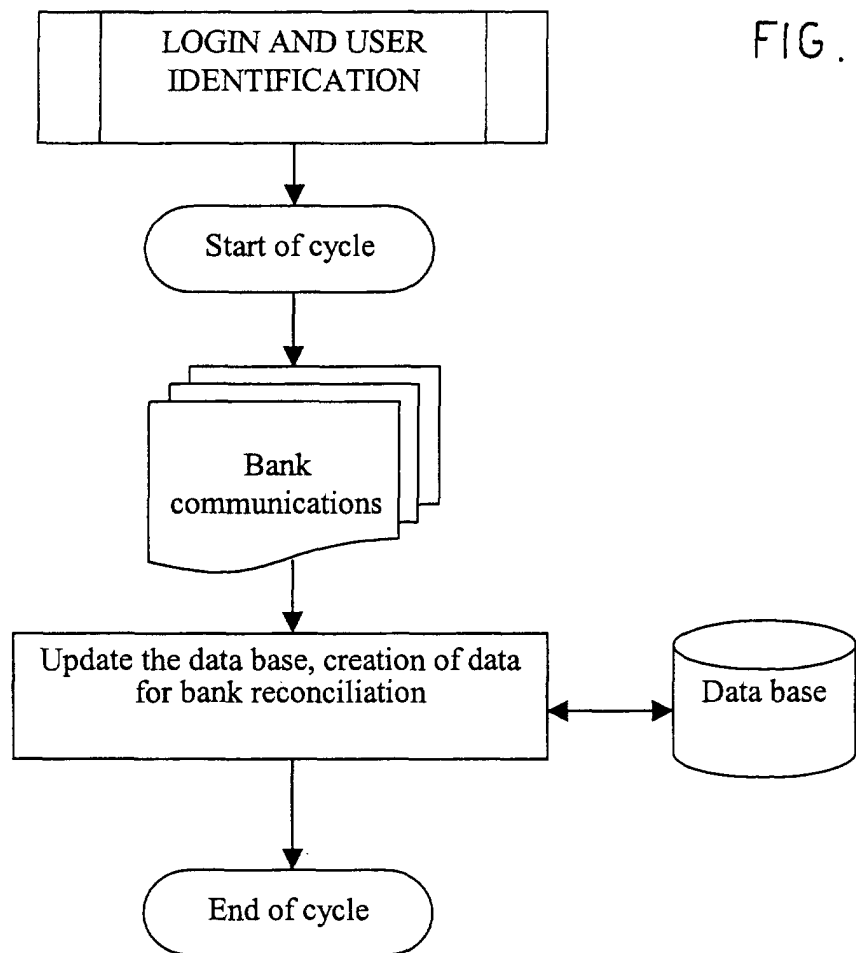 LOGIN AND USER
IDENTIFICATION
FIG.
Start of cycle
Bank
communications
Update the data base, creation of data
for bank reconciliation
Data base
End of cycle